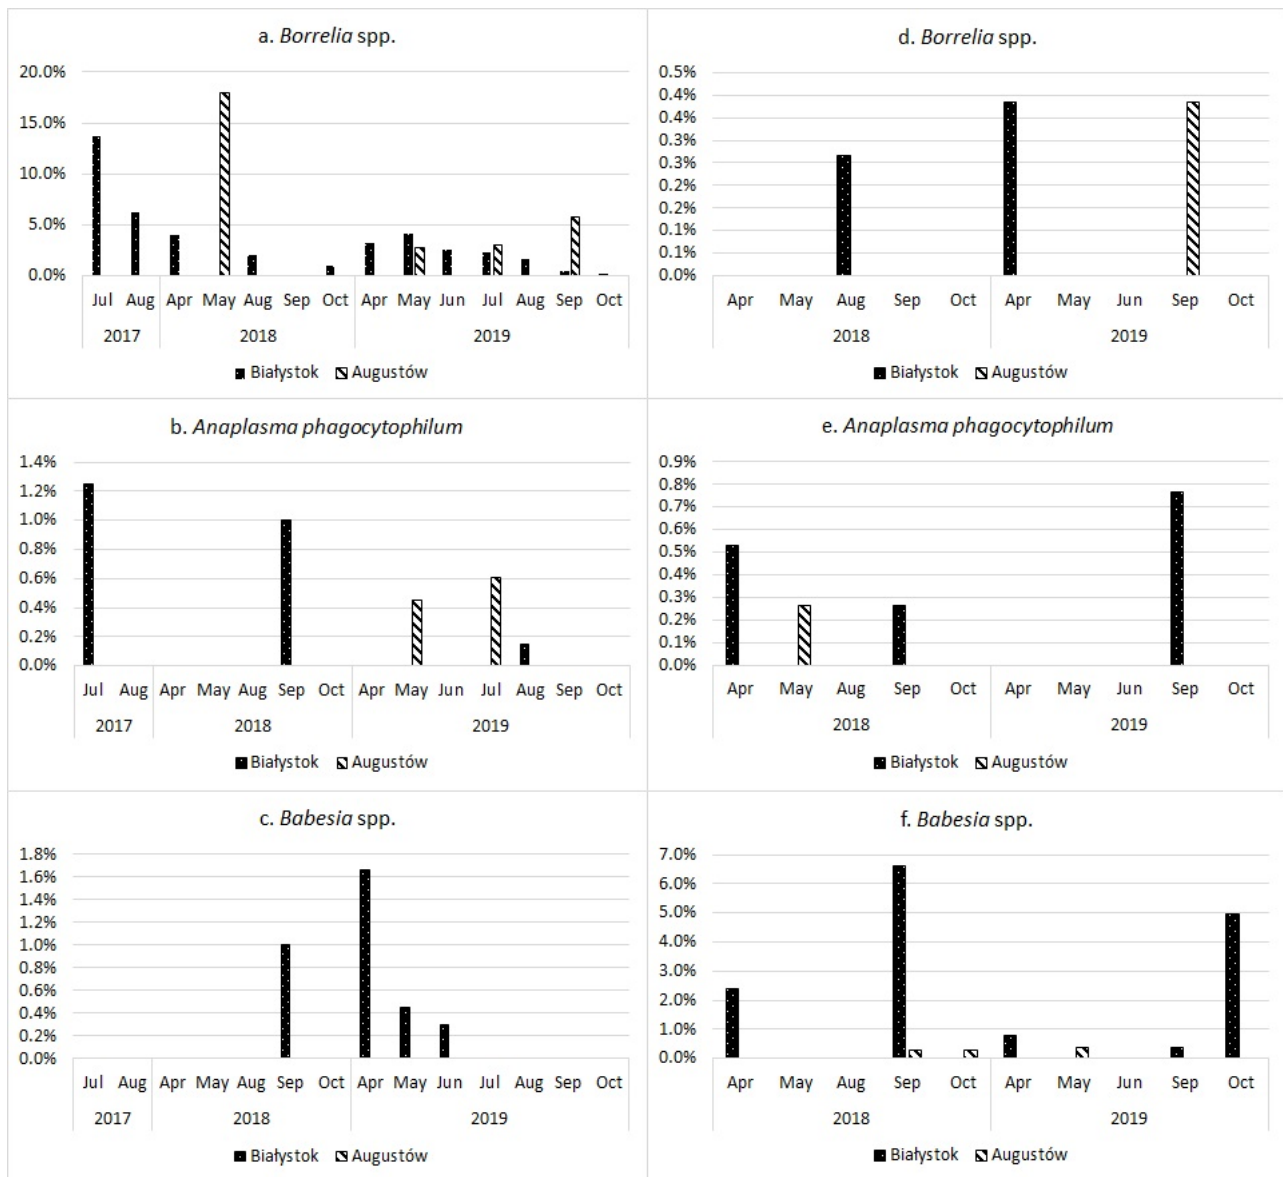 a. Borrelia spp.
20.0%
15.0%
10.0%
5.0%
0.0%
Jul Aug Apr May Aug Sep Oct Apr May Jun Jul Aug Sep Oct
2017 2018 2019
Białystok Augustów
d. Borrelia spp.
0.5%
0.4%
0.4%
0.3%
0.3%
0.2%
0.2%
0.1%
0.1%
0.0%
Apr May Aug Sep Oct Apr May Jun Sep Oct
2018 2019
Białystok Augustów
b. Anaplasma phagocytophilum
1.4%
1.2%
1.0%
0.8%
0.6%
0.4%
0.2%
0.0%
Jul Aug Apr May Aug Sep Oct Apr May Jun Jul Aug Sep Oct
2017 2018 2019
Białystok Augustów
e. Anaplasma phagocytophilum
0.9%
0.8%
0.7%
0.6%
0.5%
0.4%
0.3%
0.2%
0.1%
0.0%
Apr May Aug Sep Oct Apr May Jun Sep Oct
2018 2019
Białystok Augustów
c. Babesia spp.
1.8%
1.6%
1.4%
1.2%
1.0%
0.8%
0.6%
0.4%
0.2%
0.0%
Jul Aug Apr May Aug Sep Oct Apr May Jun Jul Aug Sep Oct
2017 2018 2019
Białystok Augustów
f. Babesia spp.
7.0%
6.0%
5.0%
4.0%
3.0%
2.0%
1.0%
0.0%
Apr May Aug Sep Oct Apr May Jun Sep Oct
2018 2019
Białystok Augustów